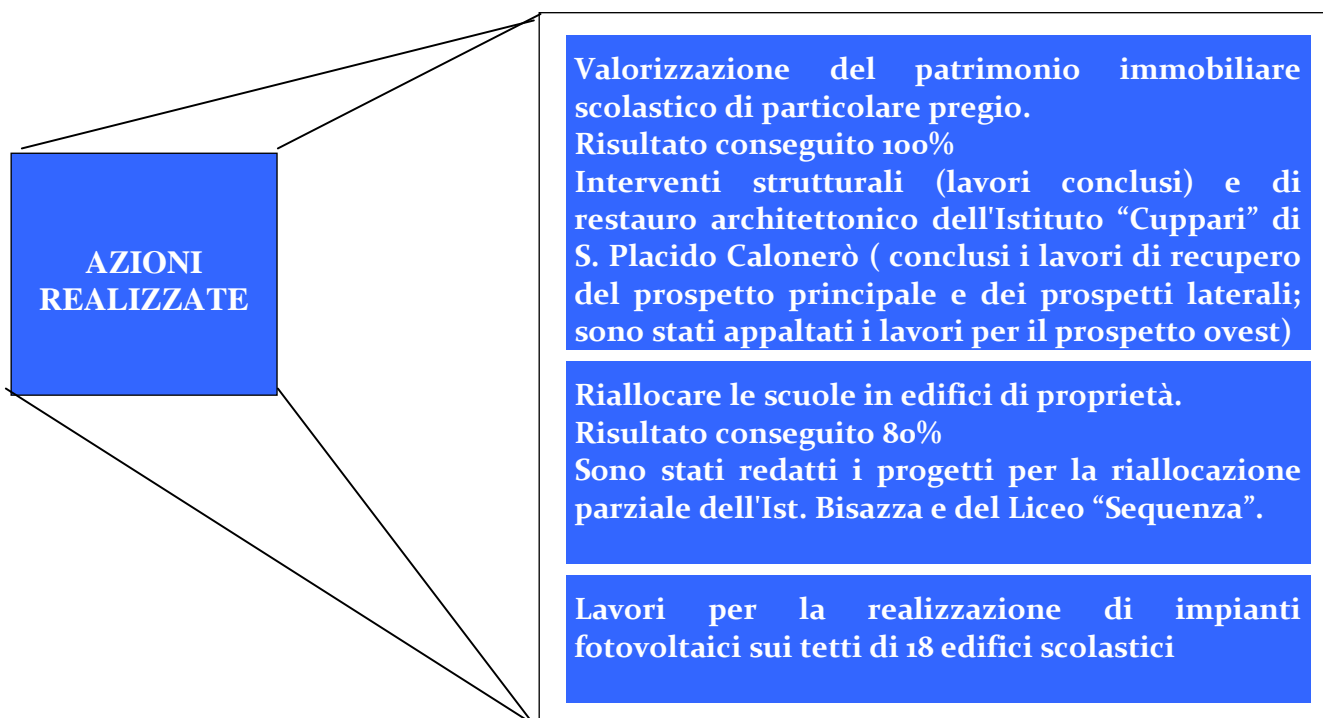 AZIONI
REALIZZATE
Valorizzazione del patrimonio immobiliare
scolastico di particolare pregio.
Risultato conseguito 100%
Interventi strutturali (lavori conclusi) e di
restauro architettonico dell'Istituto “Cuppari” di
S. Placido Calonerò ( conclusi i lavori di recupero
del prospetto principale e dei prospetti laterali;
sono stati appaltati i lavori per il prospetto ovest)
Riallocare le scuole in edifici di proprietà.
Risultato conseguito 80%
Sono stati redatti i progetti per la riallocazione
parziale dell'Ist. Bisazza e del Liceo “Sequenza”.
Lavori per la realizzazione di impianti
fotovoltaici sui tetti di 18 edifici scolastici